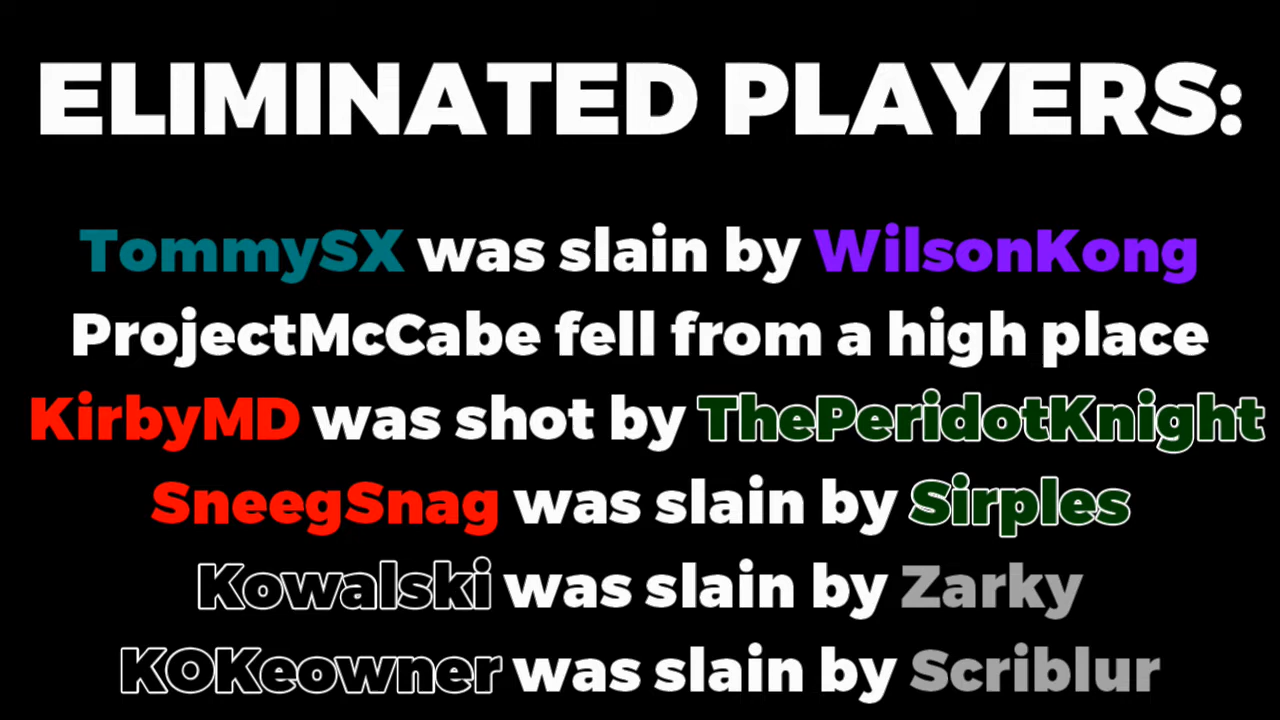 ELIMINATED PLAYERS:
TommySX was slain by WilsonKong
ProjectMcCabe fell from a high place
KirbyMD was shot by ThePeridotKnight
SneegSnag was slain by Sirples
Kowalski was slain by Zarky
KOKeowner was slain by Scriblur